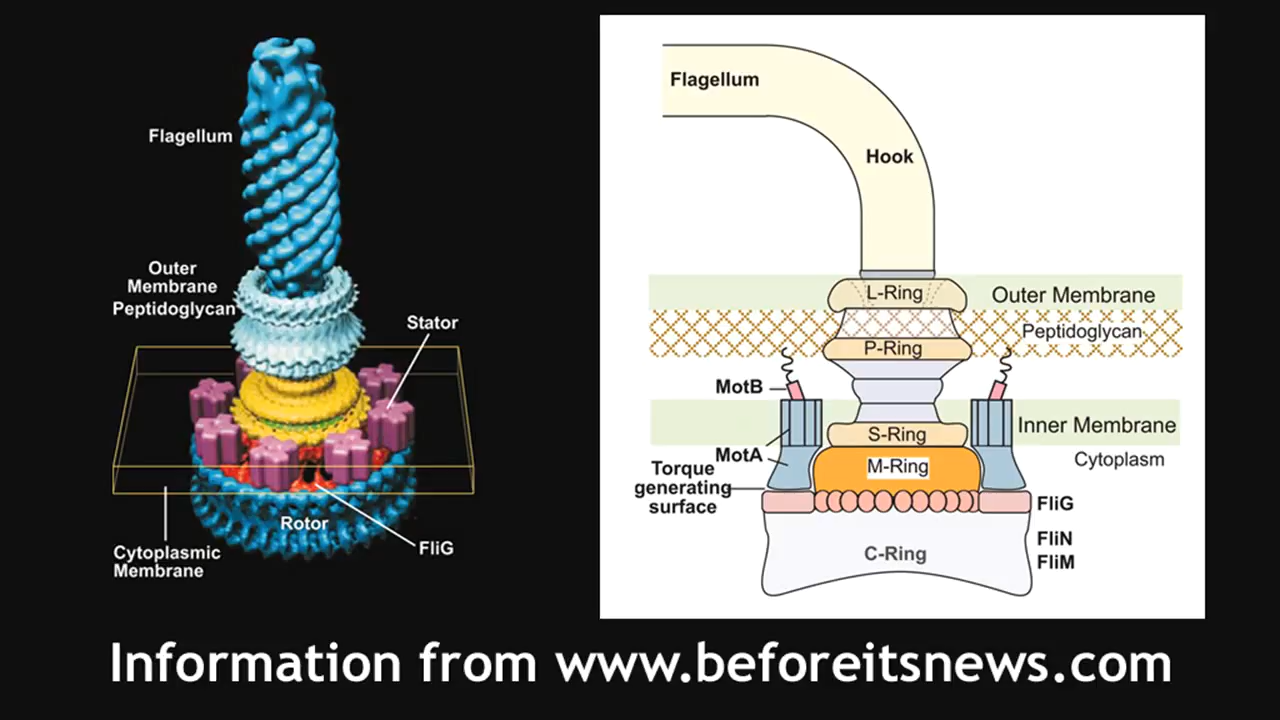 Flagellum
Outer
Membrane
Peptidoglycan
Stator
Rotor
FliG
Cytoplasmic
Membrane
Flagellum
Hook
L-Ring
Outer Membrane
Peptidoglycan
P-Ring
MotB
S-Ring
Inner Membrane
MotA
M-Ring
Cytoplasm
Torque
generating
surface
FliG
FliN
C-Ring
FliM
Information from www.beforeitsnews.com